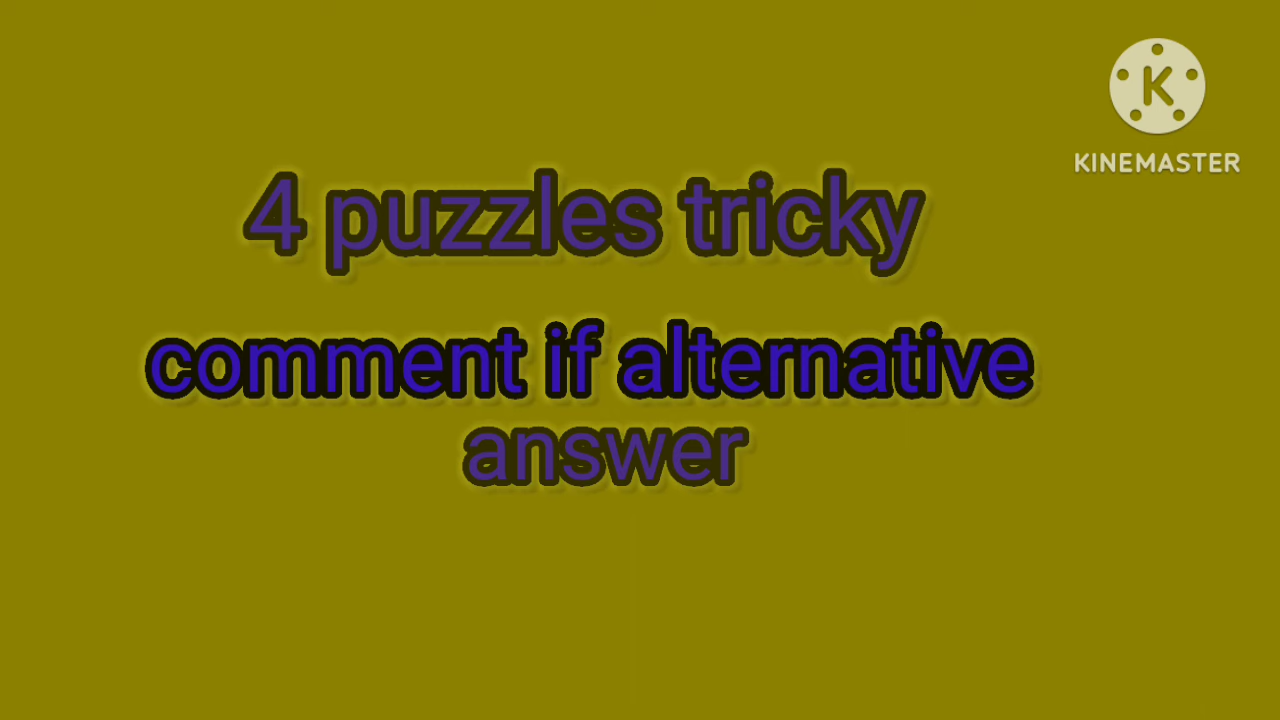 K
KINEMASTER
4 puzzles tricky
comment if alternative
answer